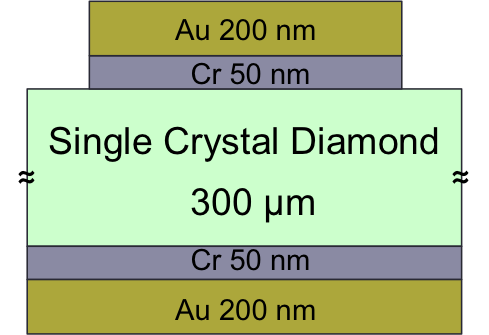 Au 200 nm
Cr 50 nm
Single Crystal Diamond
≈ ≈
300 µm
Cr 50 nm
Au 200 nm